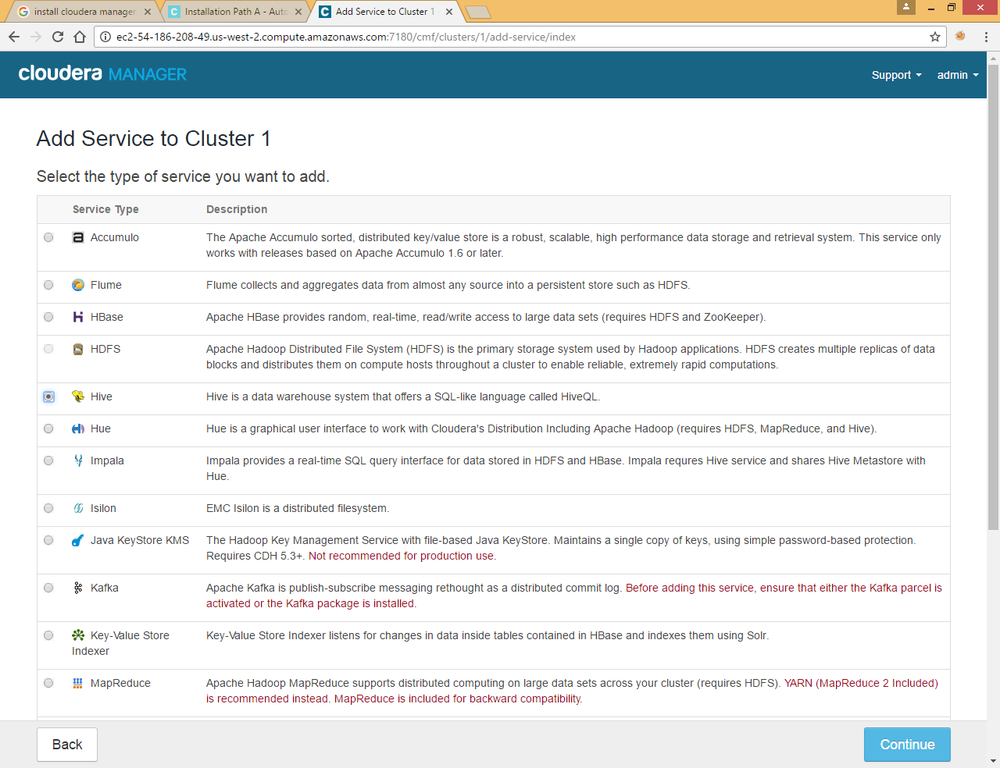 install cloudera manager
Installation Path A - Auto
Add Service to Cluster 1 -
ec2-54-186-208-49.us-west-2.compute.amazonaws.com:7180/cmf/clusters/1/add-service/index
cloudera MANAGER
Support
admin
Add Service to Cluster 1
Select the type of service you want to add.
Service Type Description
Accumulo The Apache Accumulo sorted, distributed key/value store is a robust, scalable, high performance data storage and retrieval system. This service only
works with releases based on Apache Accumulo 1.6 or later.
Flume Flume collects and aggregates data from almost any source into a persistent store such as HDFS.
HBase Apache HBase provides random, real-time, read/write access to large data sets (requires HDFS and ZooKeeper).
HDFS Apache Hadoop Distributed File System (HDFS) is the primary storage system used by Hadoop applications. HDFS creates multiple replicas of data
blocks and distributes them on compute hosts throughout a cluster to enable reliable, extremely rapid computations.
Hive Hive is a data warehouse system that offers a SQL-like language called HiveQL.
Hue Hue is a graphical user interface to work with Cloudera's Distribution Including Apache Hadoop (requires HDFS, MapReduce, and Hive).
Impala Impala provides a real-time SQL query interface for data stored in HDFS and HBase. Impala requres Hive service and shares Hive Metastore with
Hue.
Isilon EMC Isilon is a distributed filesystem.
Java KeyStore KMS The Hadoop Key Management Service with file-based Java KeyStore. Maintains a single copy of keys, using simple password-based protection.
Requires CDH 5.3+. Not recommended for production use.
Kafka Apache Kafka is publish-subscribe messaging rethought as a distributed commit log. Before adding this service, ensure that either the Kafka parcel is
activated or the Kafka package is installed.
Key-Value Store Key-Value Store Indexer listens for changes in data inside tables contained in HBase and indexes them using Solr.
Indexer
MapReduce Apache Hadoop MapReduce supports distributed computing on large data sets across your cluster (requires HDFS). YARN (MapReduce 2 Included)
is recommended instead. MapReduce is included for backward compatibility.
Back
Continue